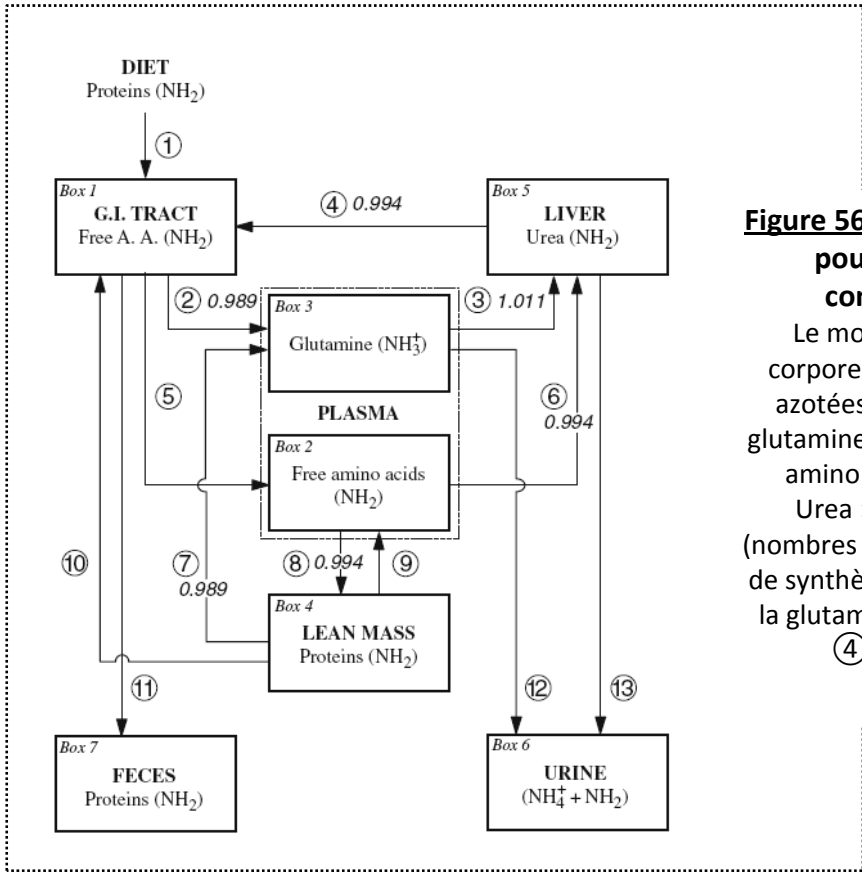 DIET
Proteins (NH₂)
①
Box 1
G.I. TRACT
Free A. A. (NH₂)
④ 0.994
Box 5
LIVER
Urea (NH₂)
② 0.989
Box 3
Glutamine (NH₃⁺)
③ 1.011
⑤
PLASMA
⑥
0.994
Box 2
Free amino acids
(NH₂)
⑩
⑦
0.989
⑧ 0.994
⑨
Box 4
LEAN MASS
Proteins (NH₂)
⑪
⑫
⑬
Box 7
FECES
Proteins (NH₂)
Box 6
URINE
(NH₄⁺ + NH₂)
Figure 56
pou
con
Le mo
corpore
azotées
glutamine
amino
Urea
(nombres
de synthè
la glutam
④